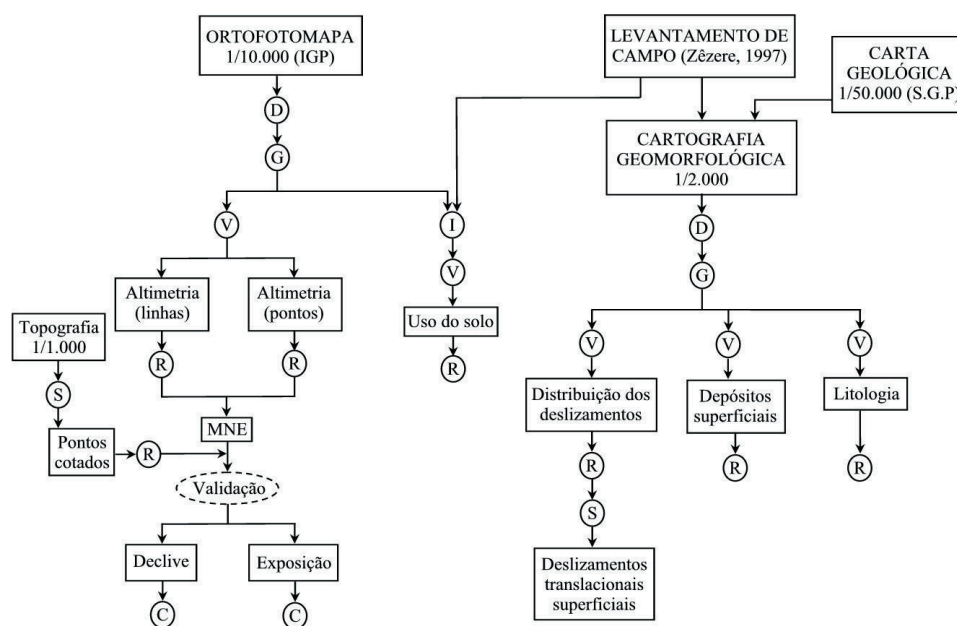 ORTOFOTOMAPA
1/10.000 (IGP)
LEVANTAMENTO DE
CAMPO (Zêzere, 1997)
CARTA
GEOLÓGICA
1/50.000 (S.G.P)
D
G
CARTOGRAFIA
GEOMORFOLÓGICA
1/2.000
V
I
D
V
G
Altimetria
(linhas)
Altimetria
(pontos)
Uso do solo
Topografia
1/1.000
R
R
R
V
V
V
S
Distribuição dos
deslizamentos
Depósitos
superficiais
Litologia
MNE
Pontos
cotados
R
R
R
R
Validação
S
Declive
Exposição
Deslizamentos
translacionais
superficiais
C
C